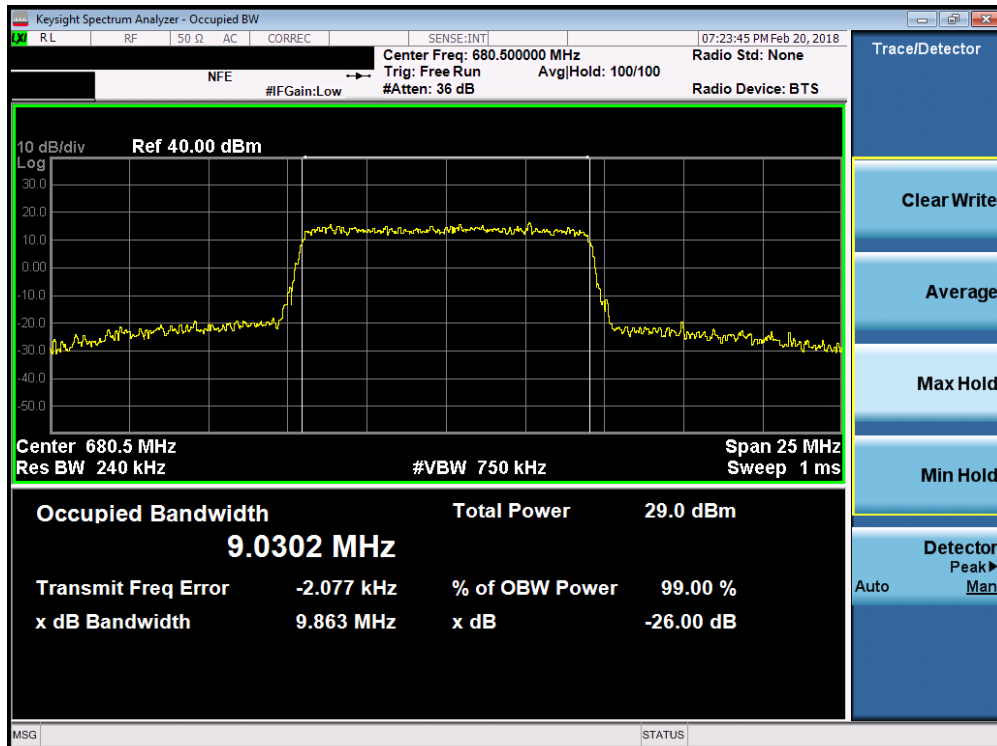 Keysight Spectrum Analyzer - Occupied BW
LXI RL RF 50 Ω AC CORREC SENSE:INT 07:23:45 PM Feb 20, 2018
Center Freq: 680.500000 MHz Radio Std: None
NFE Trig: Free Run Avg|Hold: 100/100
#IFGain:Low #Atten: 36 dB Radio Device: BTS
Trace/Detector
10 dB/div Ref 40.00 dBm
Log
30.0
20.0
10.0
0.00
-10.0
-20.0
-30.0
-40.0
-50.0
Center 680.5 MHz Span 25 MHz
Res BW 240 kHz #VBW 750 kHz Sweep 1 ms
Occupied Bandwidth Total Power 29.0 dBm
9.0302 MHz
Transmit Freq Error -2.077 kHz % of OBW Power 99.00 %
x dB Bandwidth 9.863 MHz x dB -26.00 dB
Clear Write
Average
Max Hold
Min Hold
Detector
Peak▶
Auto Man
MSG STATUS